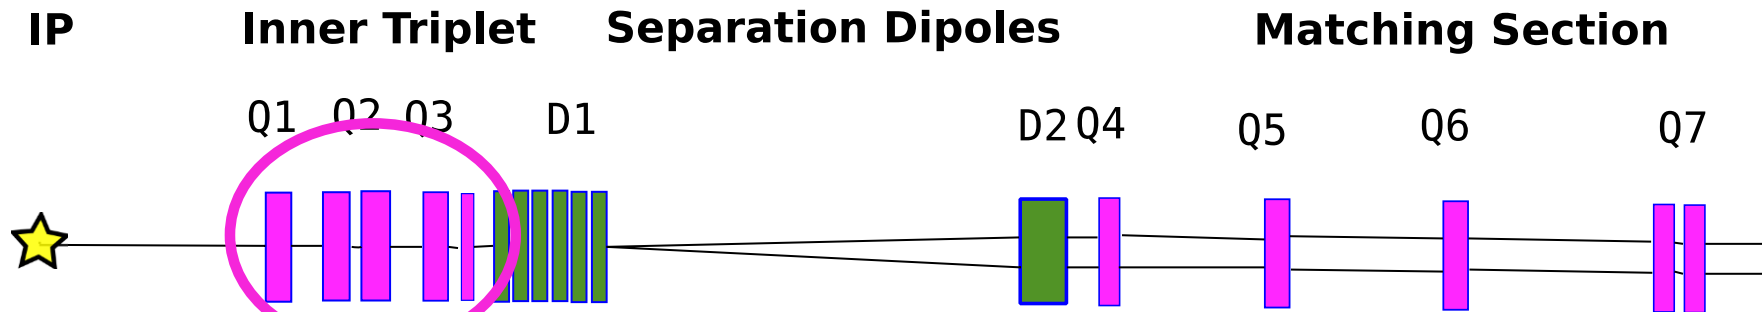 IP Inner Triplet Separation Dipoles Matching Section
Q1 Q2 Q3 D1 D2 Q4 Q5 Q6 Q7